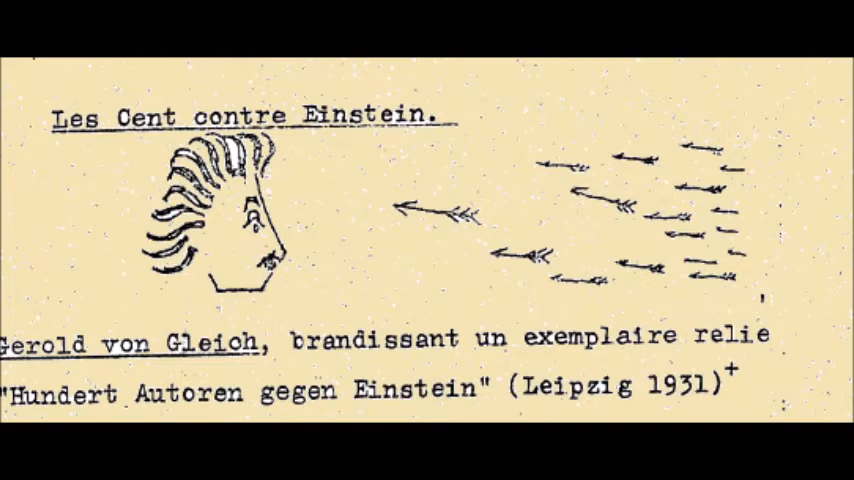 Les Cent contre Einstein.
Gerold von Gleich, brandissant un exemplaire relie
"Hundert Autoren gegen Einstein" (Leipzig 1931)+